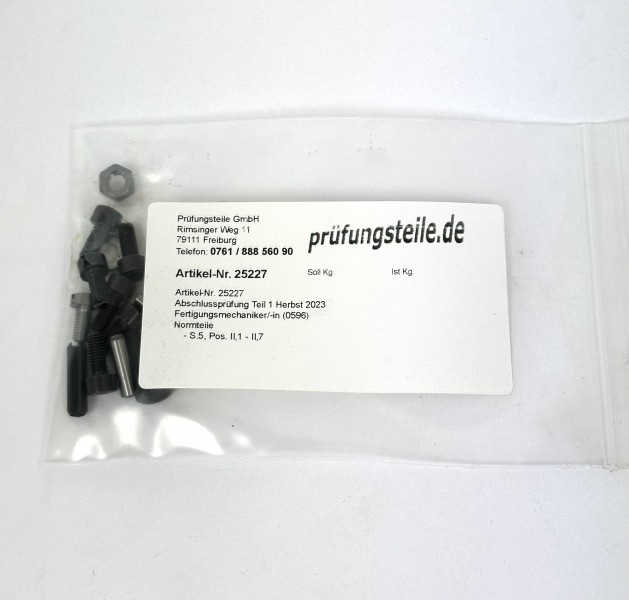 Prüfungsteile GmbH
Rimsinger Weg 11
79111 Freiburg
Telefon: 0761 / 888 560 90
prüfungsteile.de
Artikel-Nr. 25227
Soll Kg.
Ist Kg.
Artikel-Nr. 25227
Abschlussprüfung Teil 1 Herbst 2023
Fertigungsmechaniker/-in (0596)
Normteile
- S.5, Pos. II,1 - II,7